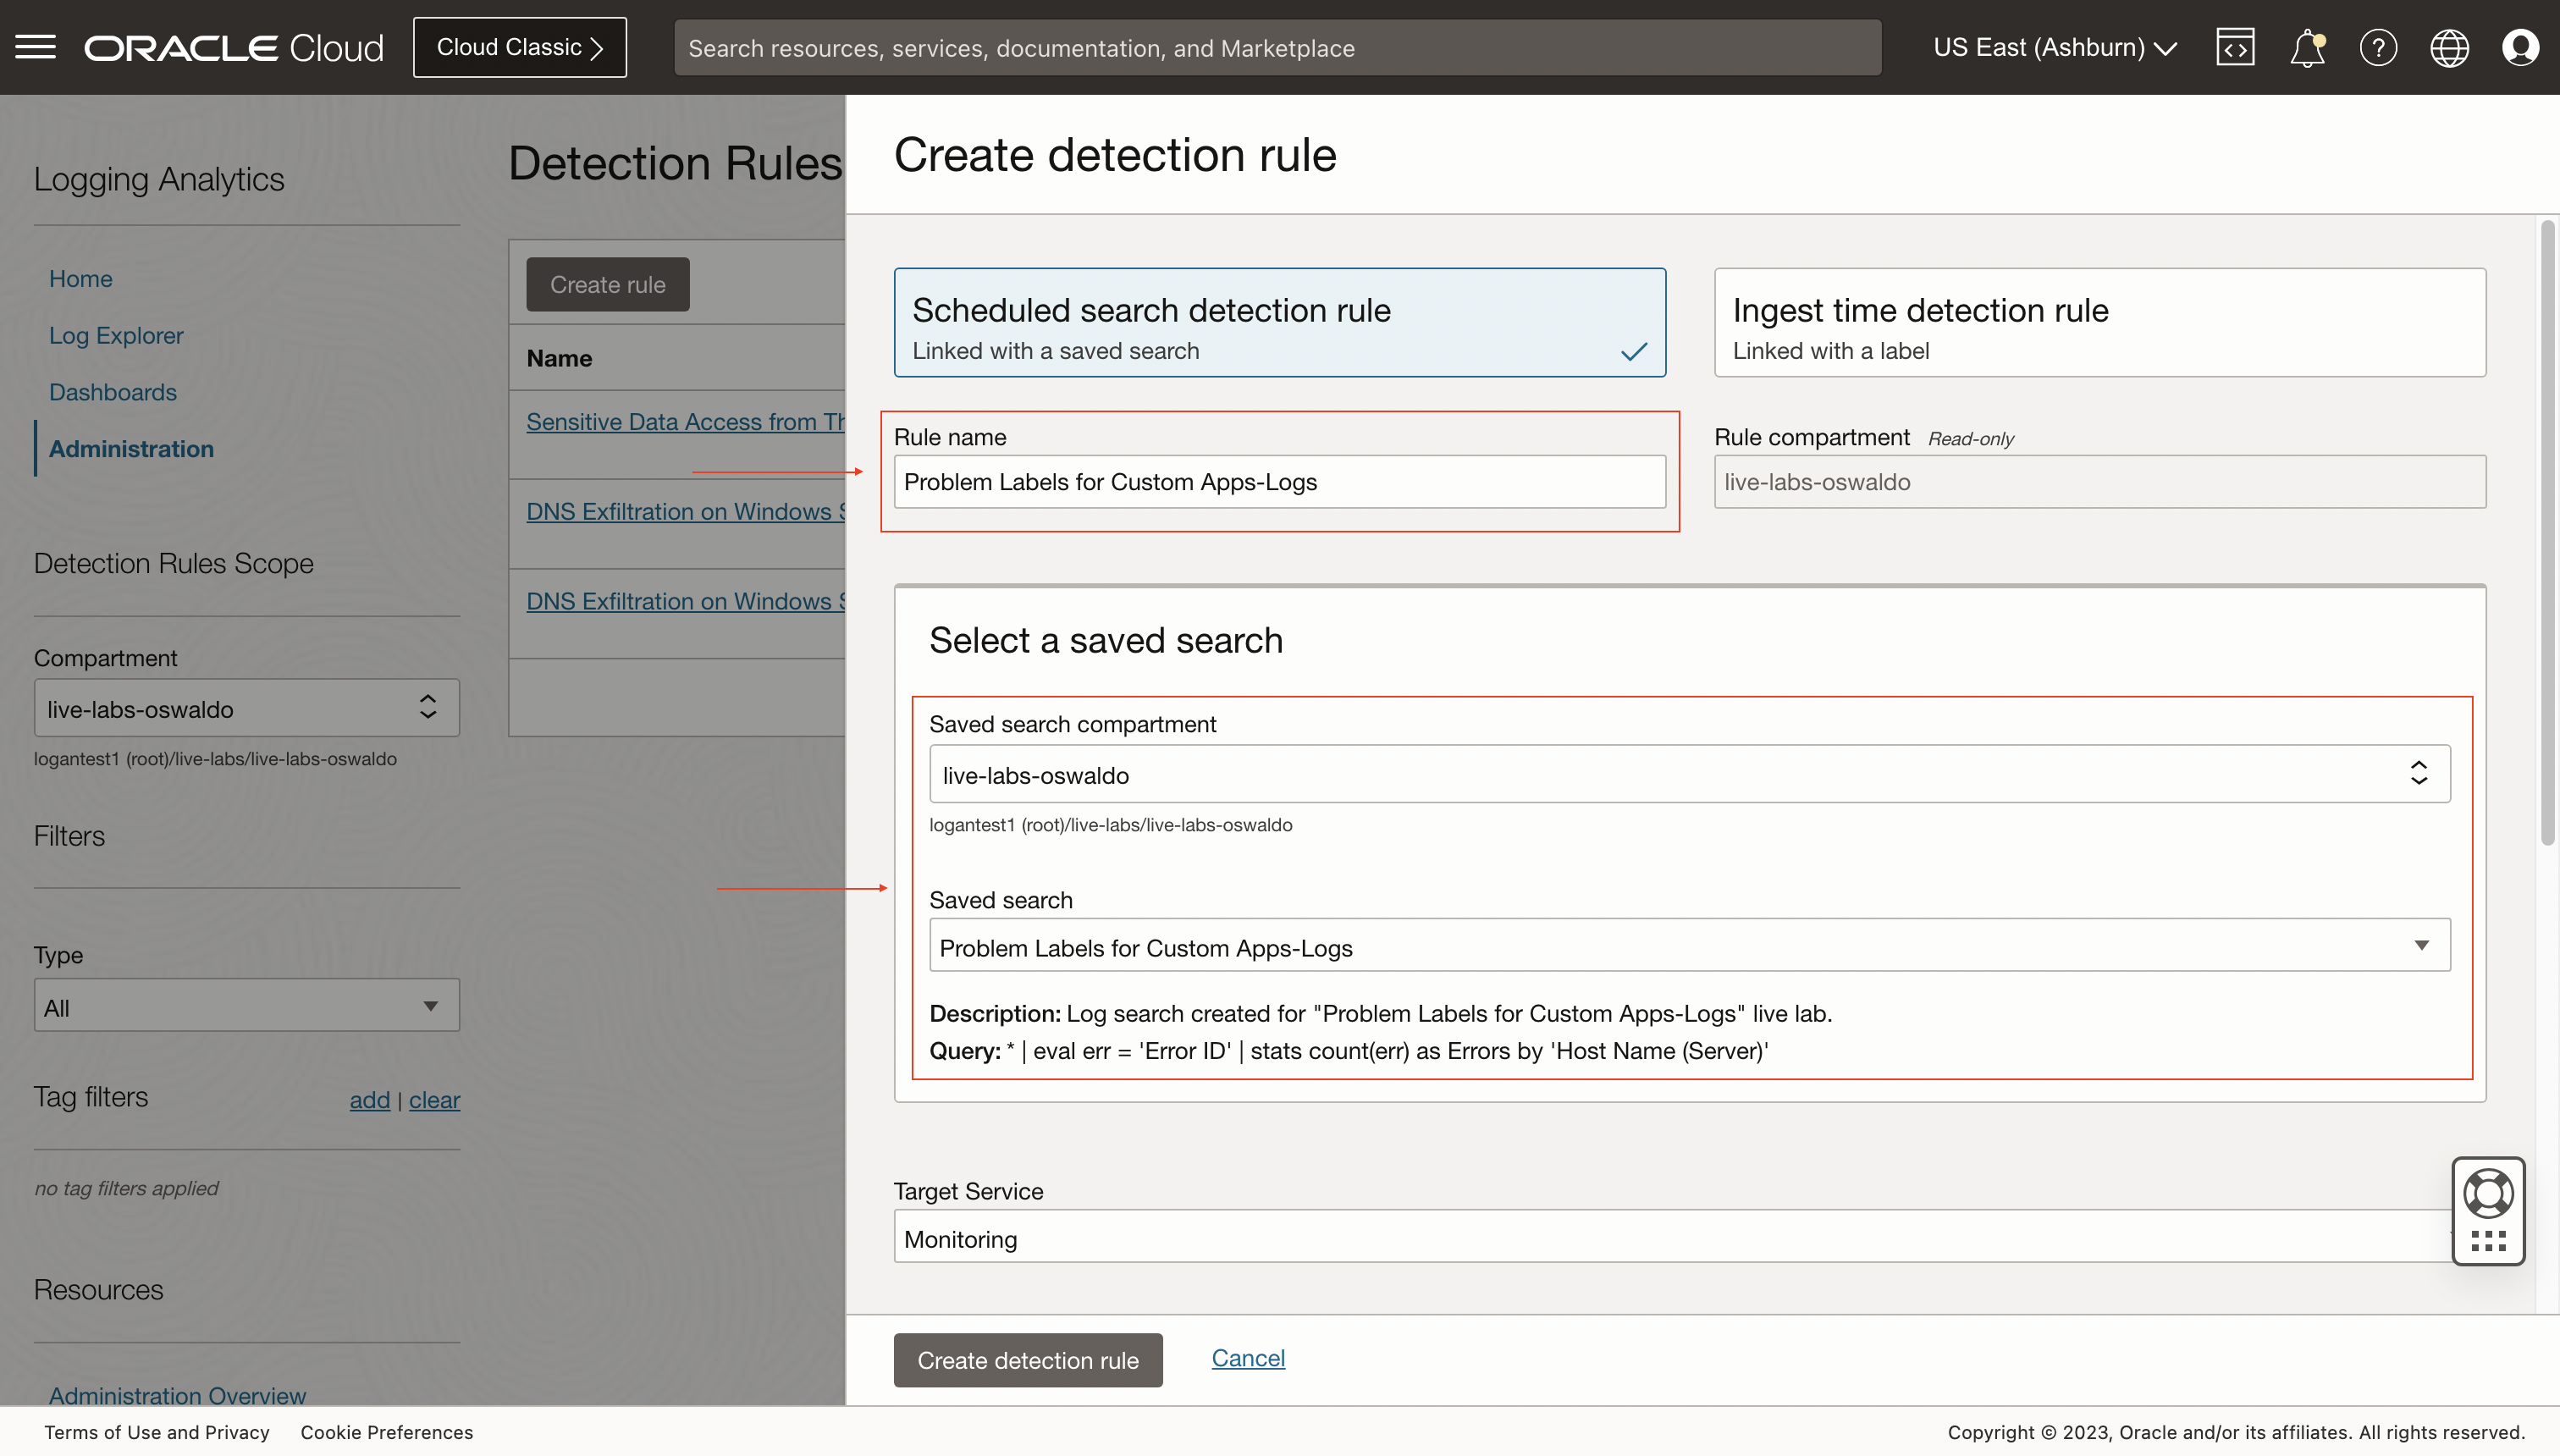 ORACLE Cloud
Cloud Classic
Search resources, services, documentation, and Marketplace
US East (Ashburn)
Logging Analytics
Home
Log Explorer
Dashboards
Administration
Detection Rules Scope
Compartment
live-labs-oswaldo
logantest1 (root)/live-labs/live-labs-oswaldo
Filters
Type
All
Tag filters
add | clear
no tag filters applied
Resources
Administration Overview
Detection Rules
Create rule
Name
Sensitive Data Access from
DNS Exfiltration on Windows
DNS Exfiltration on Windows
Create detection rule
Scheduled search detection rule
Linked with a saved search
Ingest time detection rule
Linked with a label
Rule name
Problem Labels for Custom Apps-Logs
Rule compartment Read-only
live-labs-oswaldo
Select a saved search
Saved search compartment
live-labs-oswaldo
logantest1 (root)/live-labs/live-labs-oswaldo
Saved search
Problem Labels for Custom Apps-Logs
Description: Log search created for "Problem Labels for Custom Apps-Logs" live lab.
Query: * | eval err = 'Error ID' | stats count(err) as Errors by 'Host Name (Server)'
Target Service
Monitoring
Create detection rule
Cancel
Terms of Use and Privacy
Cookie Preferences
Copyright © 2023, Oracle and/or its affiliates. All rights reserved.